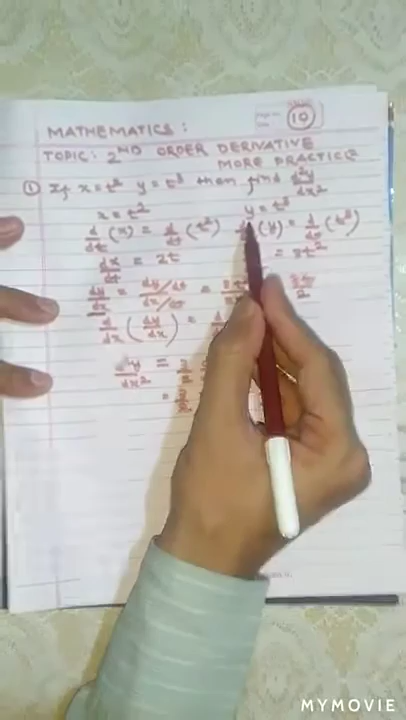 10
MATHEMATICS:
TOPIC: 2ND ORDER DERIVATIVE
MORE PRACTICE
① If x = t² y = t³ then find d²y/dx²
x = t² y = t³
d/dt (x) = d/dt (t²) (y) = d/dt (t³)
dx/dt = 2t = 3t²
dy/dx = dy/dt / dx/dt = 3t/2
d/dx (dy/dx) =
d²y/dx² =
=
MYMOVIE